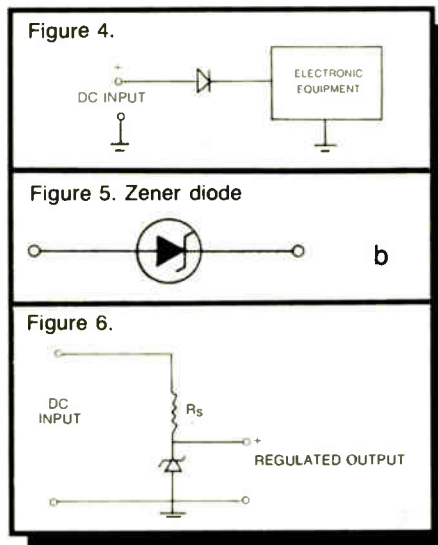 Figure 4.
+
DC INPUT
ELECTRONIC
EQUIPMENT
Figure 5. Zener diode
b
Figure 6.
DC
INPUT
Rs
+
REGULATED OUTPUT